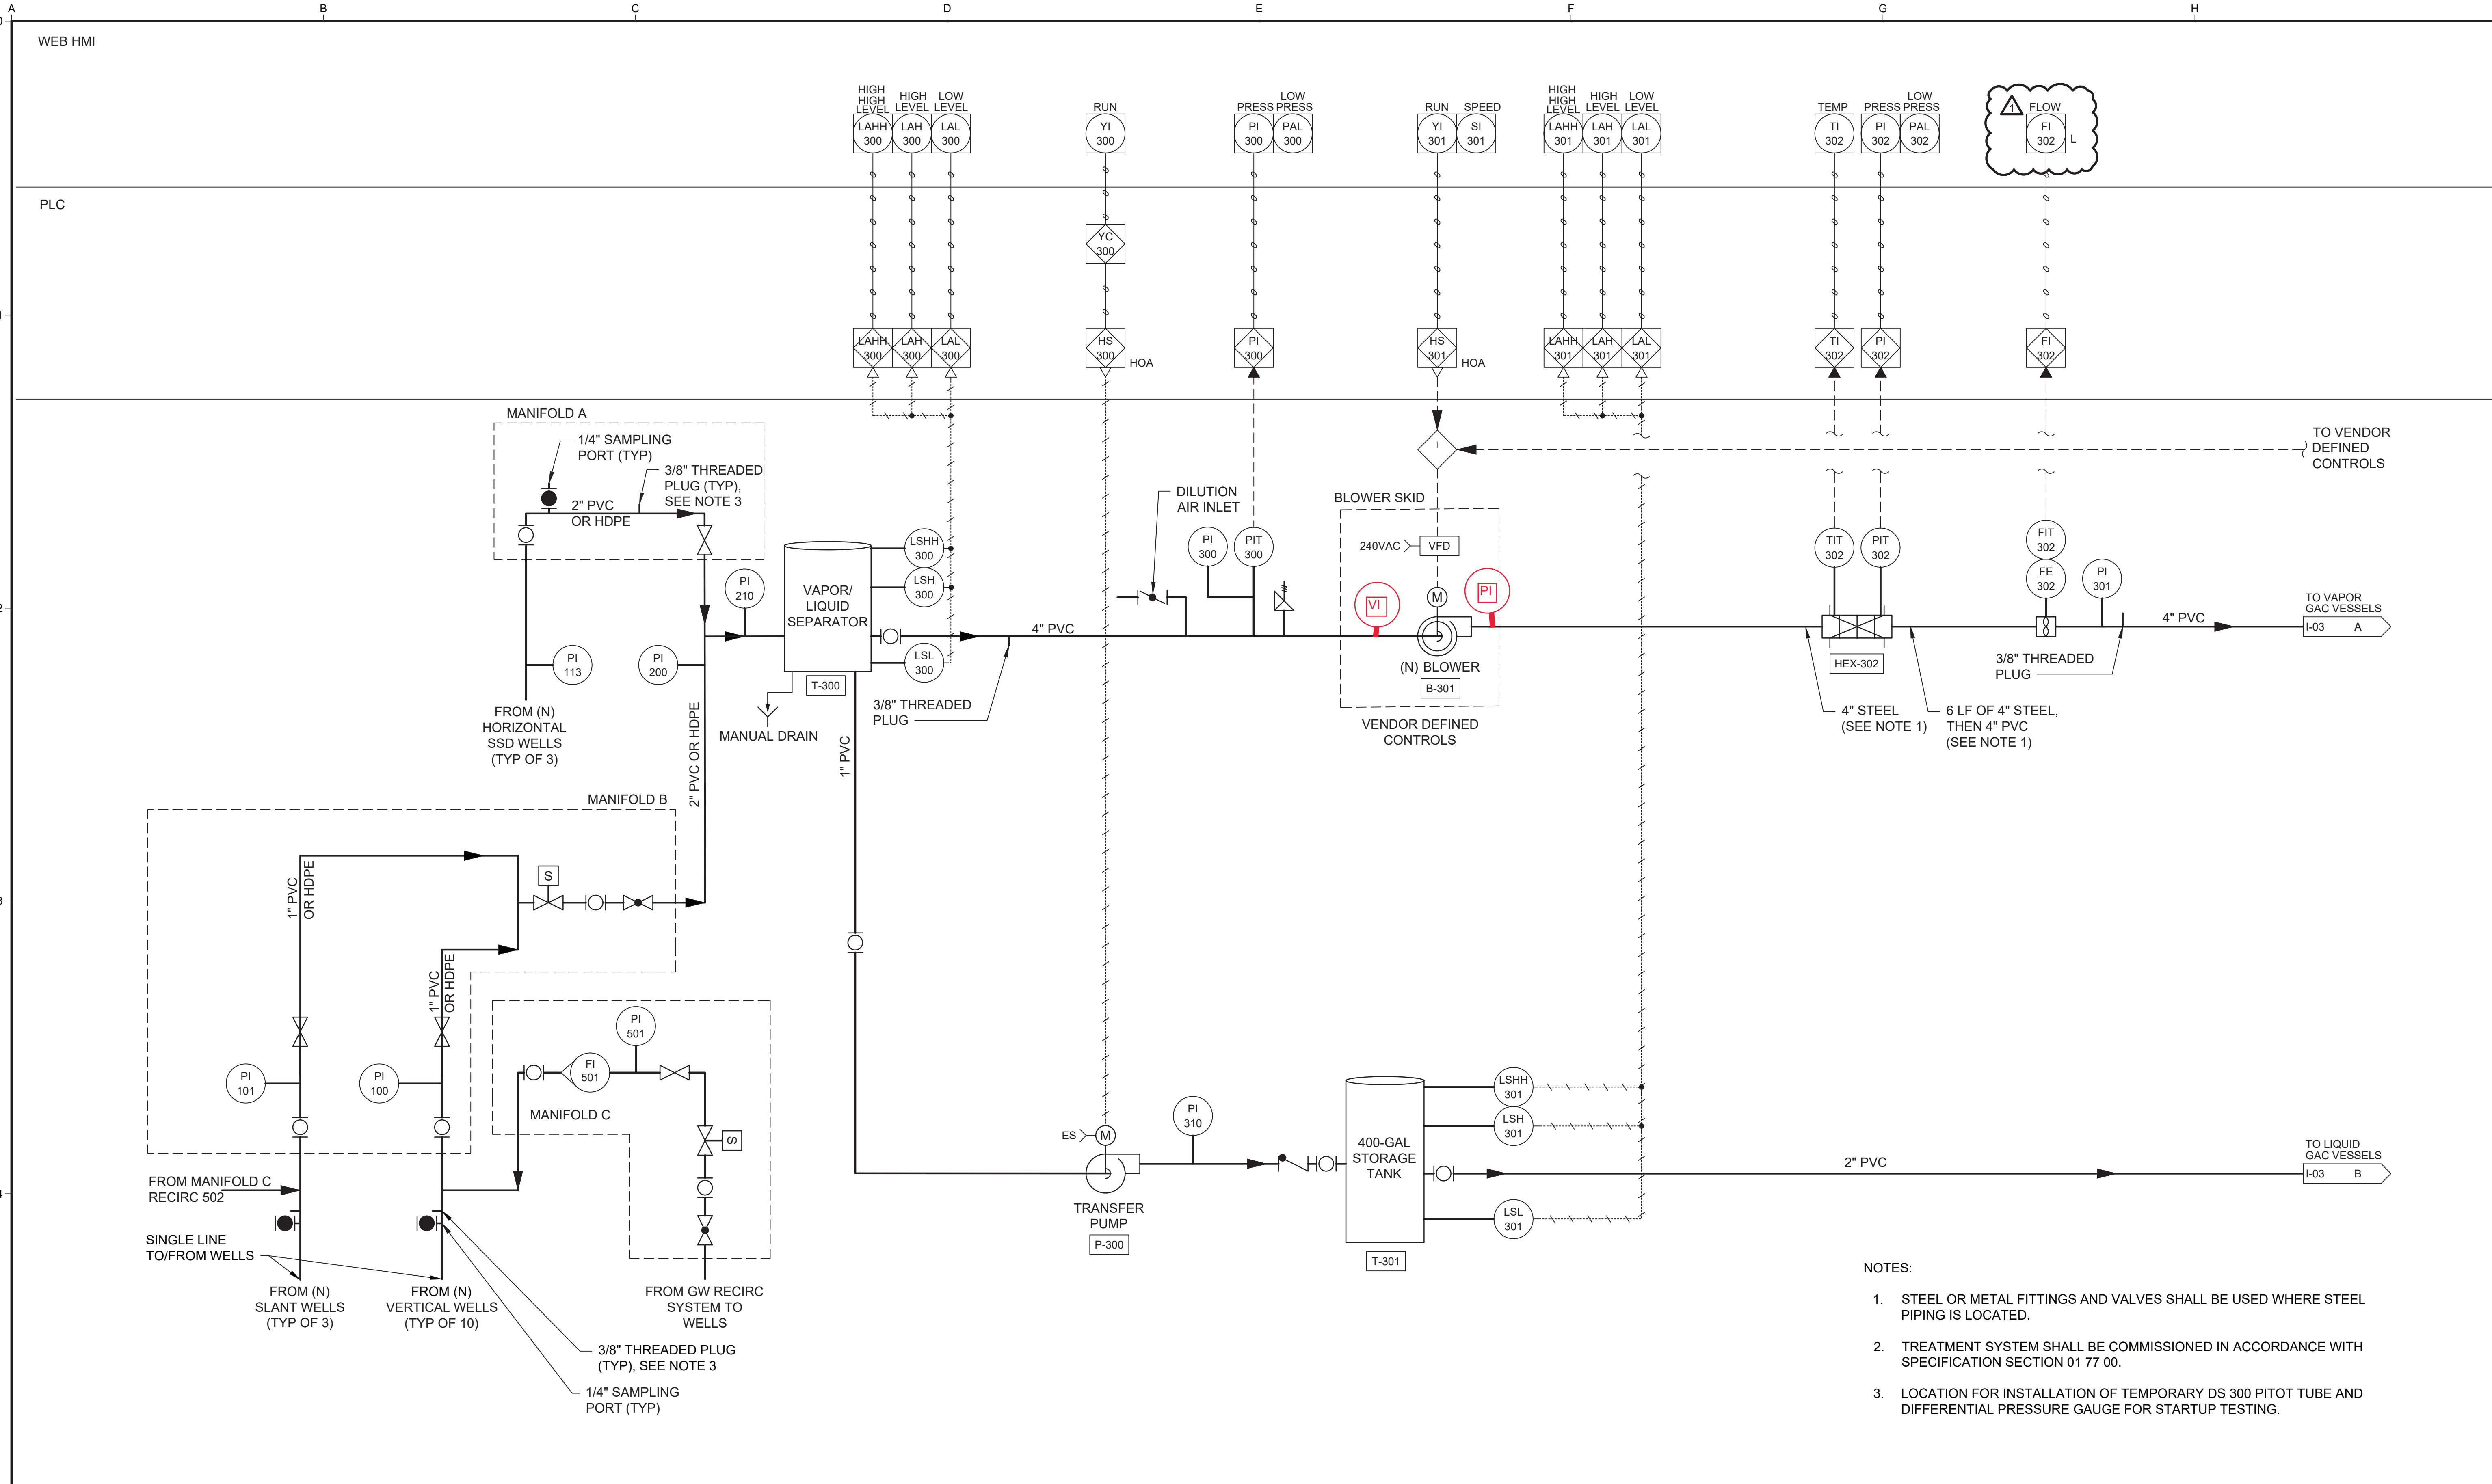 A
B
C
D
E
F
G
H
WEB HMI
HIGH
HIGH
LEVEL
HIGH
LEVEL
LOW
LEVEL
RUN
PRESS
LOW
PRESS
RUN
SPEED
HIGH
HIGH
LEVEL
HIGH
LEVEL
LOW
LEVEL
TEMP
PRESS
LOW
PRESS
1
FLOW
LAHH
300
LAH
300
LAL
300
YI
300
PI
300
PAL
300
YI
301
SI
301
LAHH
301
LAH
301
LAL
301
TI
302
PI
302
PAL
302
FI
302
L
PLC
YC
300
LAHH
300
LAH
300
LAL
300
HS
300
HOA
PI
300
HS
301
HOA
LAHH
301
LAH
301
LAL
301
TI
302
PI
302
FI
302
MANIFOLD A
1/4" SAMPLING
PORT (TYP)
3/8" THREADED
PLUG (TYP),
SEE NOTE 3
2" PVC
OR HDPE
I
TO VENDOR
DEFINED
CONTROLS
DILUTION
AIR INLET
BLOWER SKID
240VAC
VFD
LSHH
300
LSH
300
LSL
300
PI
300
PIT
300
VI
M
PI
TIT
302
PIT
302
FIT
302
FE
302
PI
301
PI
210
VAPOR/
LIQUID
SEPARATOR
T-300
4" PVC
4" PVC
TO VAPOR
GAC VESSELS
I-03 A
PI
113
PI
200
(N) BLOWER
B-301
HEX-302
3/8" THREADED
PLUG
3/8" THREADED
PLUG
FROM (N)
HORIZONTAL
SSD WELLS
(TYP OF 3)
MANUAL DRAIN
VENDOR DEFINED
CONTROLS
4" STEEL
(SEE NOTE 1)
6 LF OF 4" STEEL,
THEN 4" PVC
(SEE NOTE 1)
2" PVC OR HDPE
1" PVC
MANIFOLD B
1" PVC
OR HDPE
S
1" PVC
OR HDPE
PI
101
PI
100
PI
501
FI
501
MANIFOLD C
S
ES
M
PI
310
400-GAL
STORAGE
TANK
LSHH
301
LSH
301
LSL
301
2" PVC
TO LIQUID
GAC VESSELS
I-03 B
FROM MANIFOLD C
RECIRC 502
TRANSFER
PUMP
P-300
T-301
SINGLE LINE
TO/FROM WELLS
FROM (N)
SLANT WELLS
(TYP OF 3)
FROM (N)
VERTICAL WELLS
(TYP OF 10)
FROM GW RECIRC
SYSTEM TO
WELLS
3/8" THREADED PLUG
(TYP), SEE NOTE 3
1/4" SAMPLING
PORT (TYP)
NOTES:
1. STEEL OR METAL FITTINGS AND VALVES SHALL BE USED WHERE STEEL
PIPING IS LOCATED.
2. TREATMENT SYSTEM SHALL BE COMMISSIONED IN ACCORDANCE WITH
SPECIFICATION SECTION 01 77 00.
3. LOCATION FOR INSTALLATION OF TEMPORARY DS 300 PITOT TUBE AND
DIFFERENTIAL PRESSURE GAUGE FOR STARTUP TESTING.